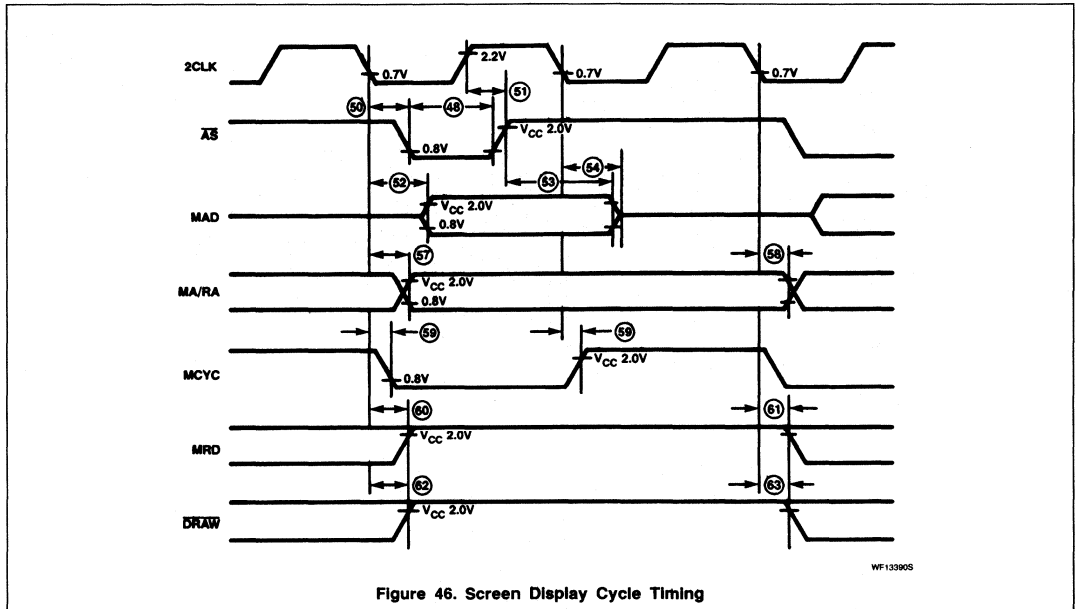 2CLK
0.7V
2.2V
0.7V
0.7V
50
48
51
AS
0.8V
VCC 2.0V
52
53
54
MAD
VCC 2.0V
0.8V
57
58
MA/RA
VCC 2.0V
0.8V
59
59
MCYC
0.8V
VCC 2.0V
60
61
MRD
VCC 2.0V
62
63
DRAW
VCC 2.0V
WF13390S
Figure 46. Screen Display Cycle Timing